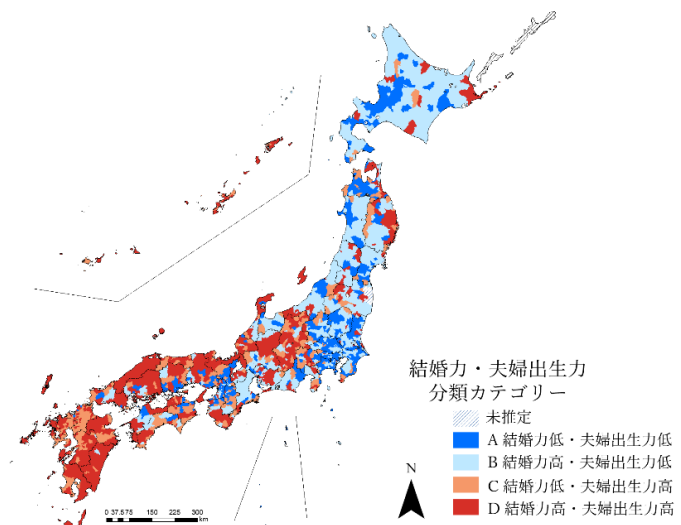 結婚力・夫婦出生力
分類カテゴリー
未推定
A 結婚力低・夫婦出生力低
B 結婚力高・夫婦出生力低
C 結婚力低・夫婦出生力高
D 結婚力高・夫婦出生力高
N
0 37.5 75 150 225 300
km